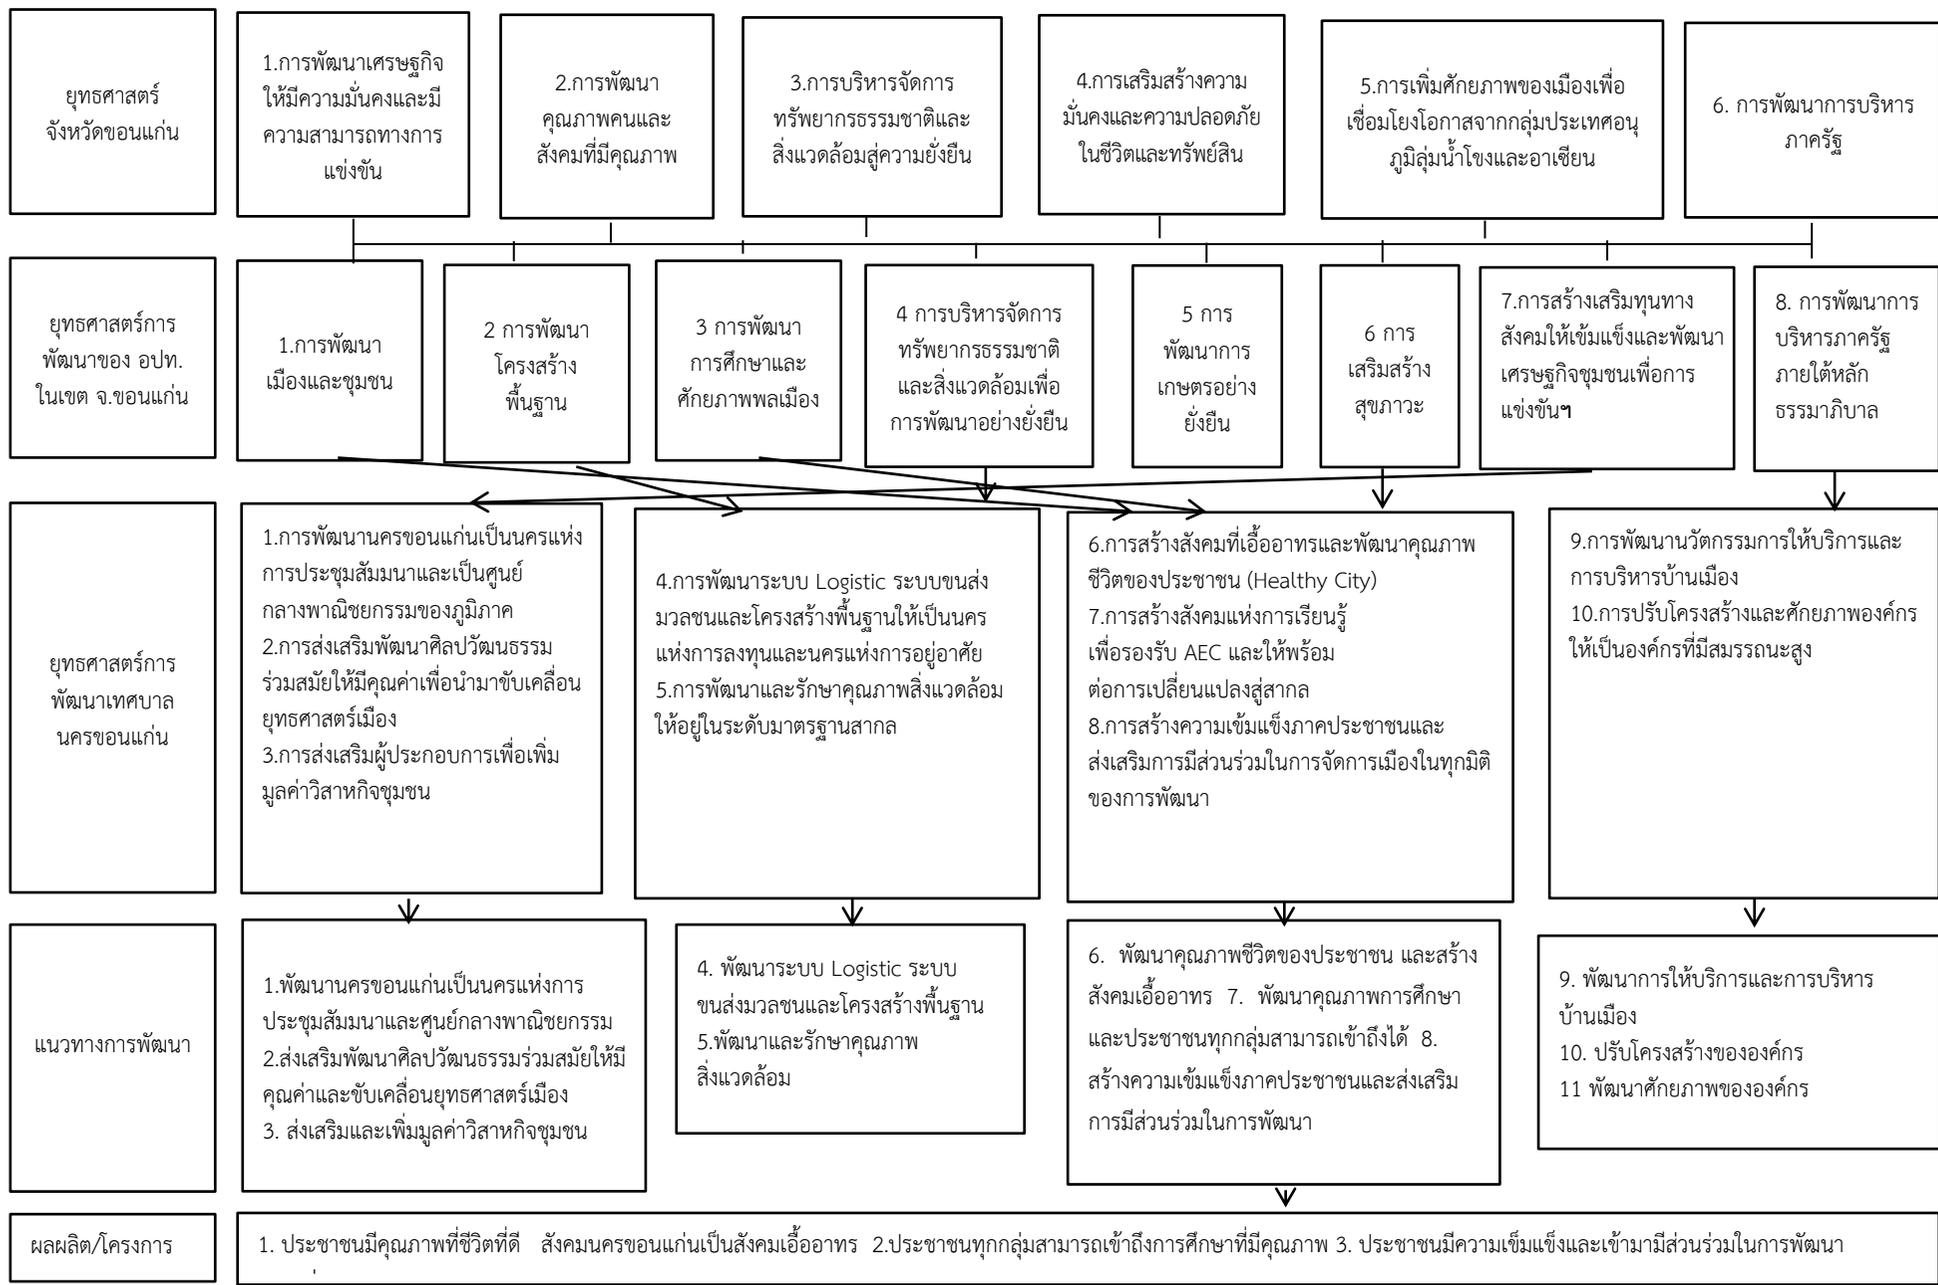 ยุทธศาสตร์
จังหวัดขอนแก่น
1.การพัฒนาเศรษฐกิจ
ให้มีความมั่นคงและมี
ความสามารถทางการ
แข่งขัน
2.การพัฒนา
คุณภาพคนและ
สังคมที่มีคุณภาพ
3.การบริหารจัดการ
ทรัพยากรธรรมชาติและ
สิ่งแวดล้อมสู่ความยั่งยืน
4.การเสริมสร้างความ
มั่นคงและความปลอดภัย
ในชีวิตและทรัพย์สิน
5.การเพิ่มศักยภาพของเมืองเพื่อ
เชื่อมโยงโอกาสจากกลุ่มประเทศอนุ
ภูมิลุ่มน้ำโขงและอาเซียน
6. การพัฒนาการบริหาร
ภาครัฐ
ยุทธศาสตร์การ
พัฒนาของ อปท.
ในเขต จ.ขอนแก่น
1.การพัฒนา
เมืองและชุมชน
2 การพัฒนา
โครงสร้าง
พื้นฐาน
3 การพัฒนา
การศึกษาและ
ศักยภาพพลเมือง
4 การบริหารจัดการ
ทรัพยากรธรรมชาติ
และสิ่งแวดล้อมเพื่อ
การพัฒนาอย่างยั่งยืน
5 การ
พัฒนาการ
เกษตรอย่าง
ยั่งยืน
6 การ
เสริมสร้าง
สุขภาวะ
7.การสร้างเสริมทุนทาง
สังคมให้เข้มแข็งและพัฒนา
เศรษฐกิจชุมชนเพื่อการ
แข่งขันฯ
8. การพัฒนาการ
บริหารภาครัฐ
ภายใต้หลัก
ธรรมาภิบาล
ยุทธศาสตร์การ
พัฒนาเทศบาล
นครขอนแก่น
1.การพัฒนานครขอนแก่นเป็นนครแห่ง
การประชุมสัมมนาและเป็นศูนย์
กลางพาณิชยกรรมของภูมิภาค
2.การส่งเสริมพัฒนาศิลปวัฒนธรรม
ร่วมสมัยให้มีคุณค่าเพื่อนำมาขับเคลื่อน
ยุทธศาสตร์เมือง
3.การส่งเสริมผู้ประกอบการเพื่อเพิ่ม
มูลค่าวิสาหกิจชุมชน
4.การพัฒนาระบบ Logistic ระบบขนส่ง
มวลชนและโครงสร้างพื้นฐานให้เป็นนคร
แห่งการลงทุนและนครแห่งการอยู่อาศัย
5.การพัฒนาและรักษาคุณภาพสิ่งแวดล้อม
ให้อยู่ในระดับมาตรฐานสากล
6.การสร้างสังคมที่เอื้ออาทรและพัฒนาคุณภาพ
ชีวิตของประชาชน (Healthy City)
7.การสร้างสังคมแห่งการเรียนรู้
เพื่อรองรับ AEC และให้พร้อม
ต่อการเปลี่ยนแปลงสู่สากล
8.การสร้างความเข้มแข็งภาคประชาชนและ
ส่งเสริมการมีส่วนร่วมในการจัดการเมืองในทุกมิติ
ของการพัฒนา
9.การพัฒนานวัตกรรมการให้บริการและ
การบริหารบ้านเมือง
10.การปรับโครงสร้างและศักยภาพองค์กร
ให้เป็นองค์กรที่มีสมรรถนะสูง
แนวทางการพัฒนา
1.พัฒนานครขอนแก่นเป็นนครแห่งการ
ประชุมสัมมนาและศูนย์กลางพาณิชยกรรม
2.ส่งเสริมพัฒนาศิลปวัฒนธรรมร่วมสมัยให้มี
คุณค่าและขับเคลื่อนยุทธศาสตร์เมือง
3. ส่งเสริมและเพิ่มมูลค่าวิสาหกิจชุมชน
4. พัฒนาระบบ Logistic ระบบ
ขนส่งมวลชนและโครงสร้างพื้นฐาน
5.พัฒนาและรักษาคุณภาพ
สิ่งแวดล้อม
6. พัฒนาคุณภาพชีวิตของประชาชน และสร้าง
สังคมเอื้ออาทร 7. พัฒนาคุณภาพการศึกษา
และประชาชนทุกกลุ่มสามารถเข้าถึงได้ 8.
สร้างความเข้มแข็งภาคประชาชนและส่งเสริม
การมีส่วนร่วมในการพัฒนา
9. พัฒนาการให้บริการและการบริหาร
บ้านเมือง
10. ปรับโครงสร้างขององค์กร
11 พัฒนาศักยภาพขององค์กร
ผลผลิต/โครงการ
1. ประชาชนมีคุณภาพที่ชีวิตที่ดี สังคมนครขอนแก่นเป็นสังคมเอื้ออาทร 2.ประชาชนทุกกลุ่มสามารถเข้าถึงการศึกษาที่มีคุณภาพ 3. ประชาชนมีความเข็มแข็งและเข้ามามีส่วนร่วมในการพัฒนา